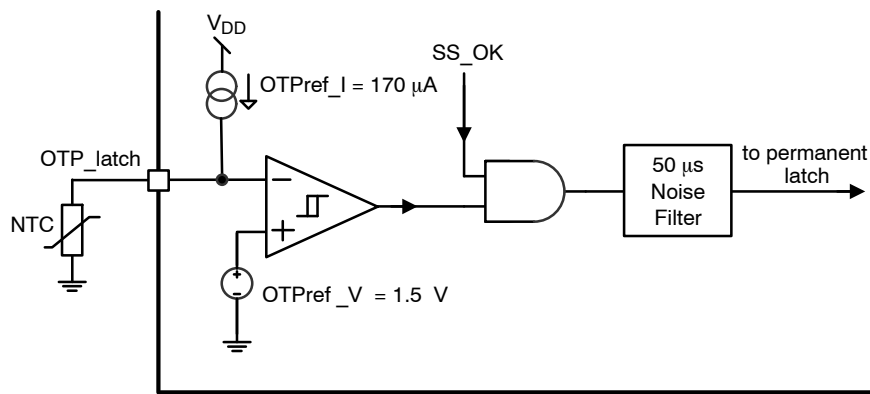 VDD
SS_OK
OTPref_I = 170 μA
OTP_latch
NTC
OTPref _V = 1.5 V
50 μs
Noise
Filter
to permanent
latch